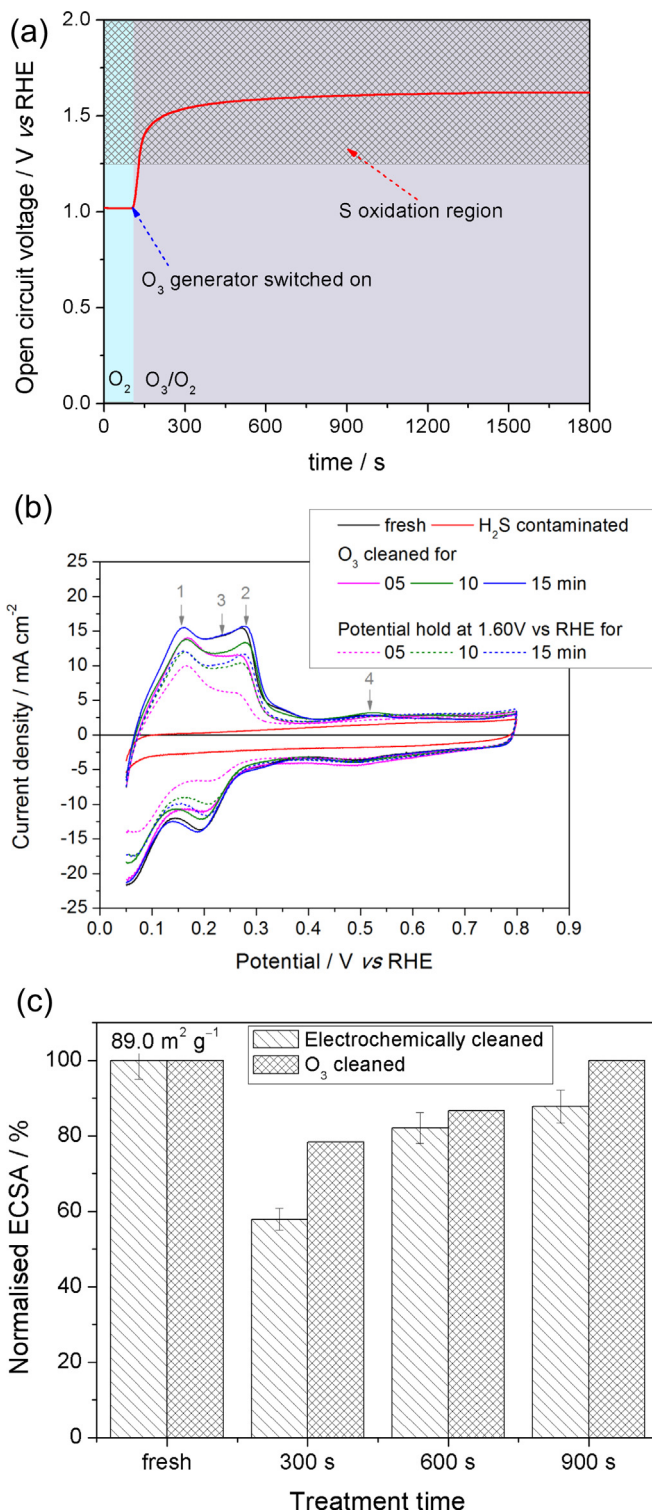 (a)
2.0
1.5
1.0
0.5
0.0
Open circuit voltage / V vs RHE
S oxidation region
O₃ generator switched on
O₂
O₃/O₂
0
300
600
900
1200
1500
1800
time / s
(b)
fresh
H₂S contaminated
O₃ cleaned for
05
10
15 min
Potential hold at 1.60V vs RHE for
05
10
15 min
25
20
15
10
5
0
-5
-10
-15
-20
-25
Current density / mA cm⁻²
1
3
2
4
0.0
0.1
0.2
0.3
0.4
0.5
0.6
0.7
0.8
0.9
Potential / V vs RHE
(c)
89.0 m² g⁻¹
Electrochemically cleaned
O₃ cleaned
100
80
60
40
20
0
Normalised ECSA / %
fresh
300 s
600 s
900 s
Treatment time